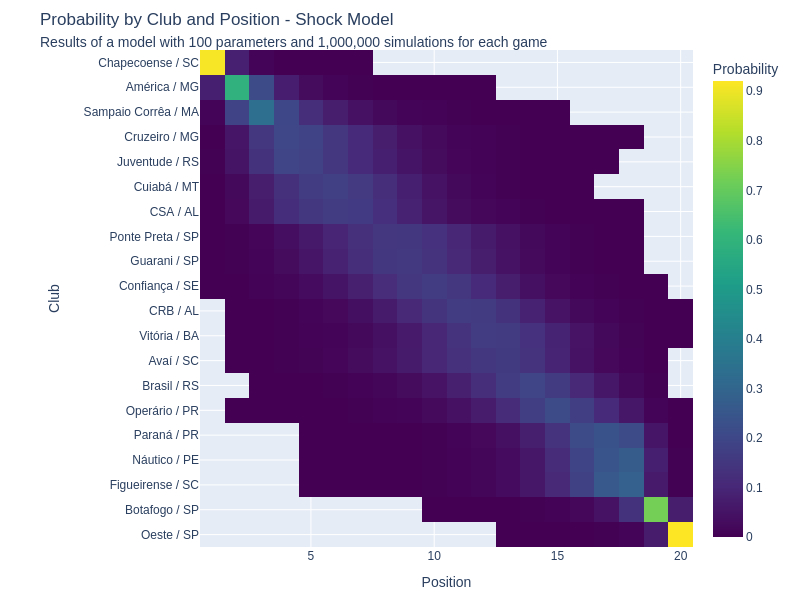 Probability by Club and Position - Shock Model
Results of a model with 100 parameters and 1,000,000 simulations for each game
Probability
Club
Chapecoense / SC
América / MG
Sampaio Corrêa / MA
Cruzeiro / MG
Juventude / RS
Cuiabá / MT
CSA / AL
Ponte Preta / SP
Guarani / SP
Confiança / SE
CRB / AL
Vitória / BA
Avaí / SC
Brasil / RS
Operário / PR
Paraná / PR
Náutico / PE
Figueirense / SC
Botafogo / SP
Oeste / SP
0.9
0.8
0.7
0.6
0.5
0.4
0.3
0.2
0.1
0
5 10 15 20
Position